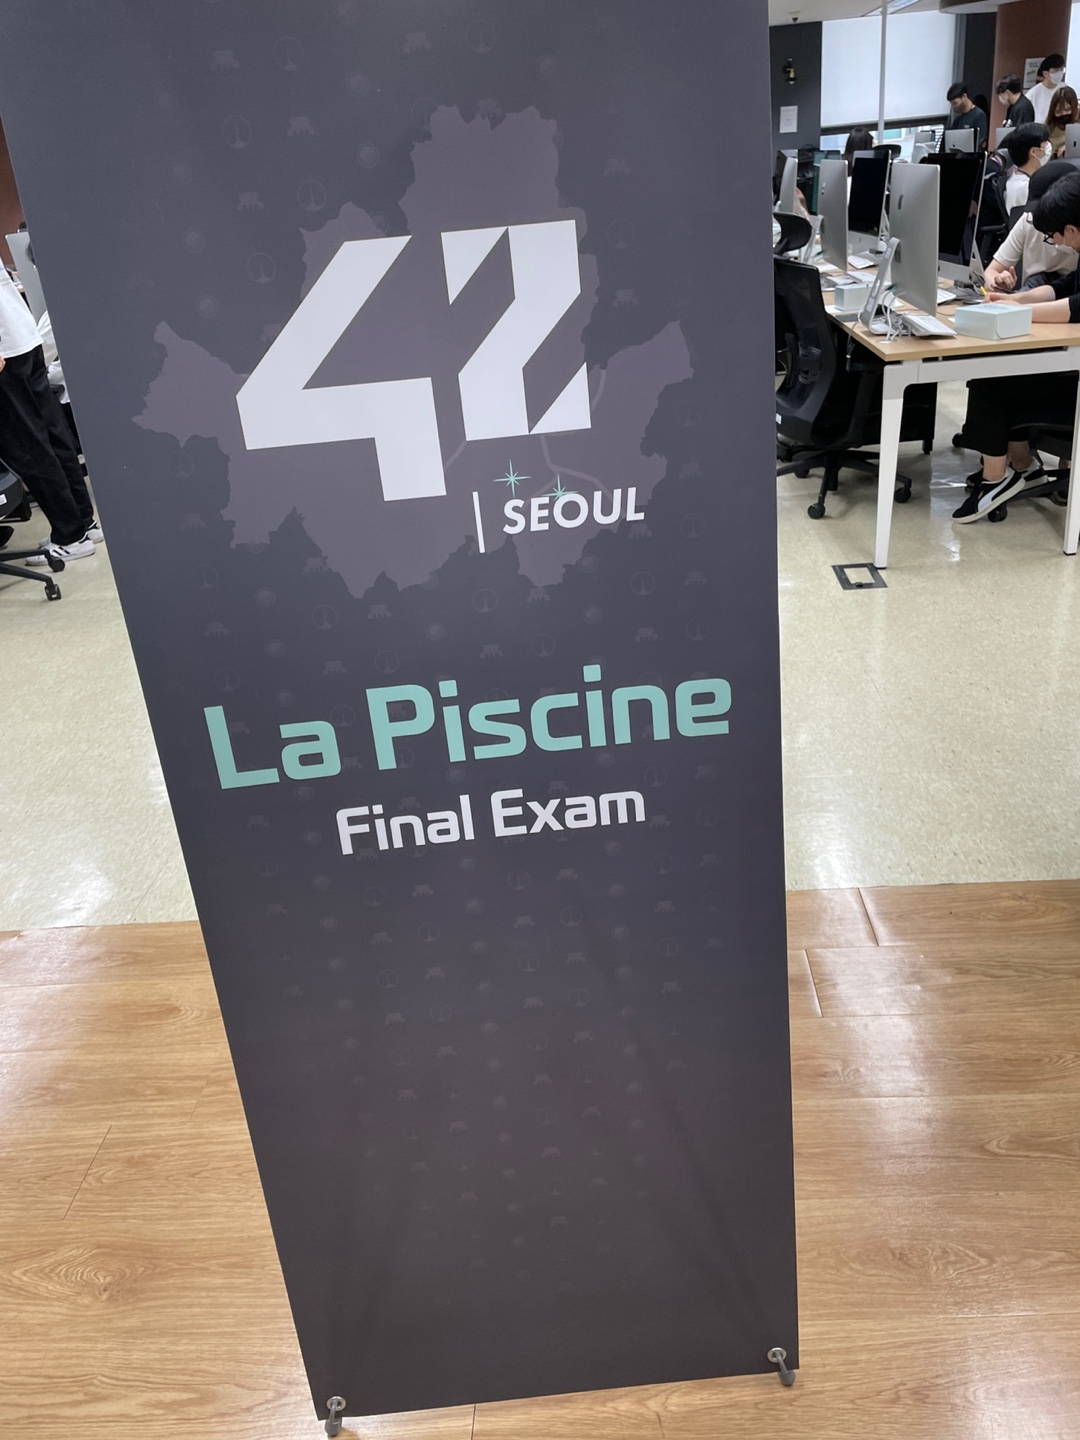 42
| SEOUL
La Piscine
Final Exam